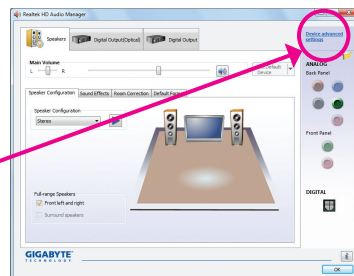 Realtek HD Audio Manager
Speakers
Digital Output(Optical)
Digital Output
Device advanced
settings
Main Volume
L
R
Default
Device
ANALOG
Back Panel
Speaker Configuration
Sound Effects
Room Correction
Default Format
Speaker Configuration
Stereo
Front Panel
Full-range Speakers
Front left and right
Surround speakers
DIGITAL
GIGABYTE
TECHNOLOGY
OK